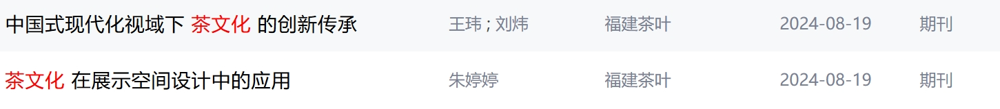 中国式现代化视域下 茶文化 的创新传承 王玮 ; 刘炜 福建茶叶 2024-08-19 期刊
茶文化 在展示空间设计中的应用 朱婷婷 福建茶叶 2024-08-19 期刊